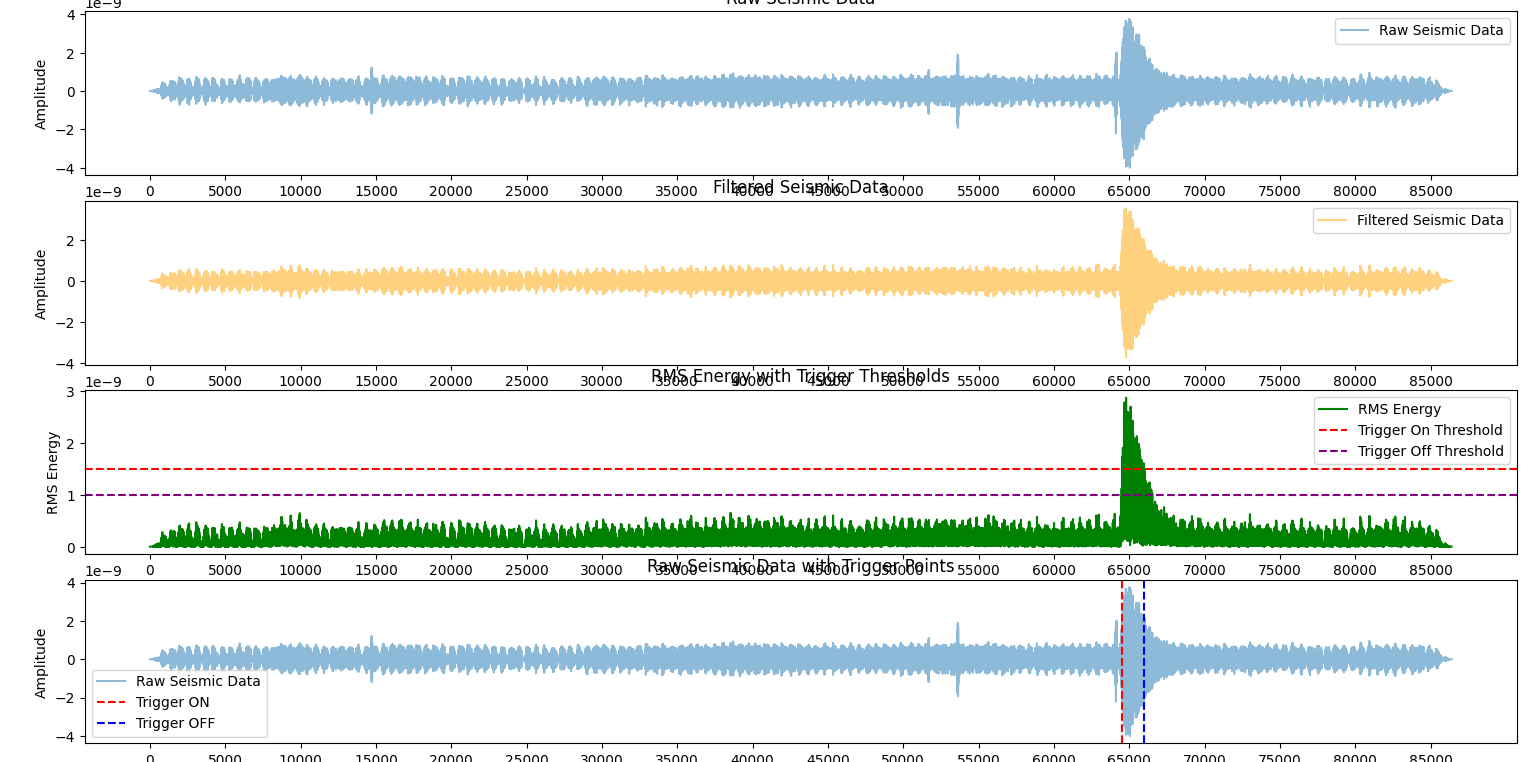 1e−9
Raw Seismic Data
4
2
0
−2
−4
Amplitude
Raw Seismic Data
0 5000 10000 15000 20000 25000 30000 35000 40000 45000 50000 55000 60000 65000 70000 75000 80000 85000
1e−9
Filtered Seismic Data
2
0
−2
−4
Amplitude
Filtered Seismic Data
0 5000 10000 15000 20000 25000 30000 35000 40000 45000 50000 55000 60000 65000 70000 75000 80000 85000
1e−9
RMS Energy with Trigger Thresholds
3
2
1
0
RMS Energy
RMS Energy
Trigger On Threshold
Trigger Off Threshold
0 5000 10000 15000 20000 25000 30000 35000 40000 45000 50000 55000 60000 65000 70000 75000 80000 85000
1e−9
Raw Seismic Data with Trigger Points
4
2
0
−2
−4
Amplitude
Raw Seismic Data
Trigger ON
Trigger OFF
0 5000 10000 15000 20000 25000 30000 35000 40000 45000 50000 55000 60000 65000 70000 75000 80000 85000